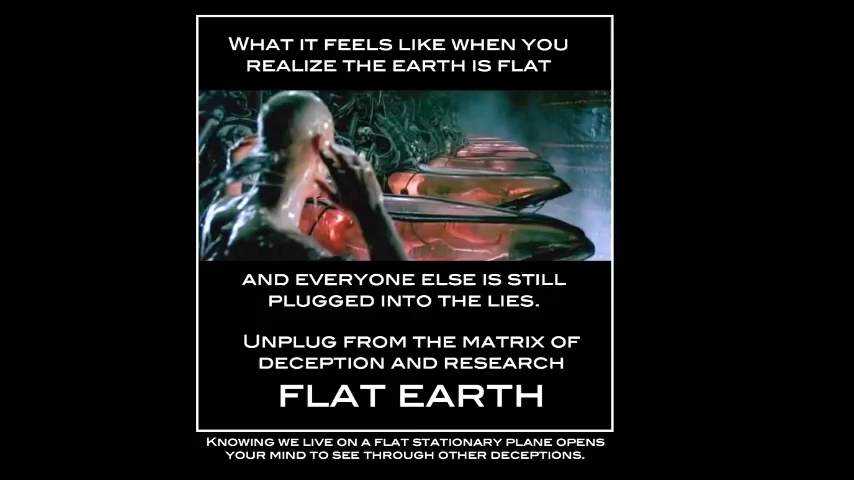 What it feels like when you
realize the earth is flat
and everyone else is still
plugged into the lies.
Unplug from the matrix of
deception and research
FLAT EARTH
Knowing we live on a flat stationary plane opens
your mind to see through other deceptions.